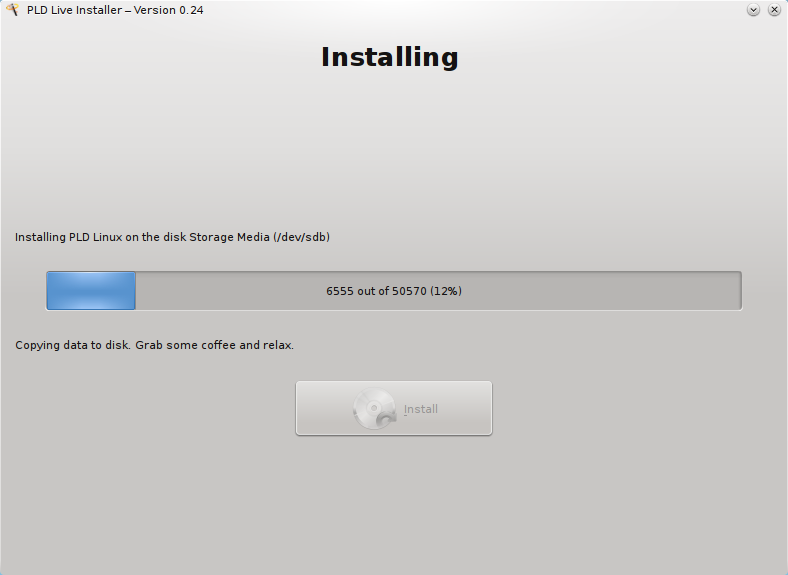 PLD Live Installer – Version 0.24
Installing
Installing PLD Linux on the disk Storage Media (/dev/sdb)
6555 out of 50570 (12%)
Copying data to disk. Grab some coffee and relax.
Install